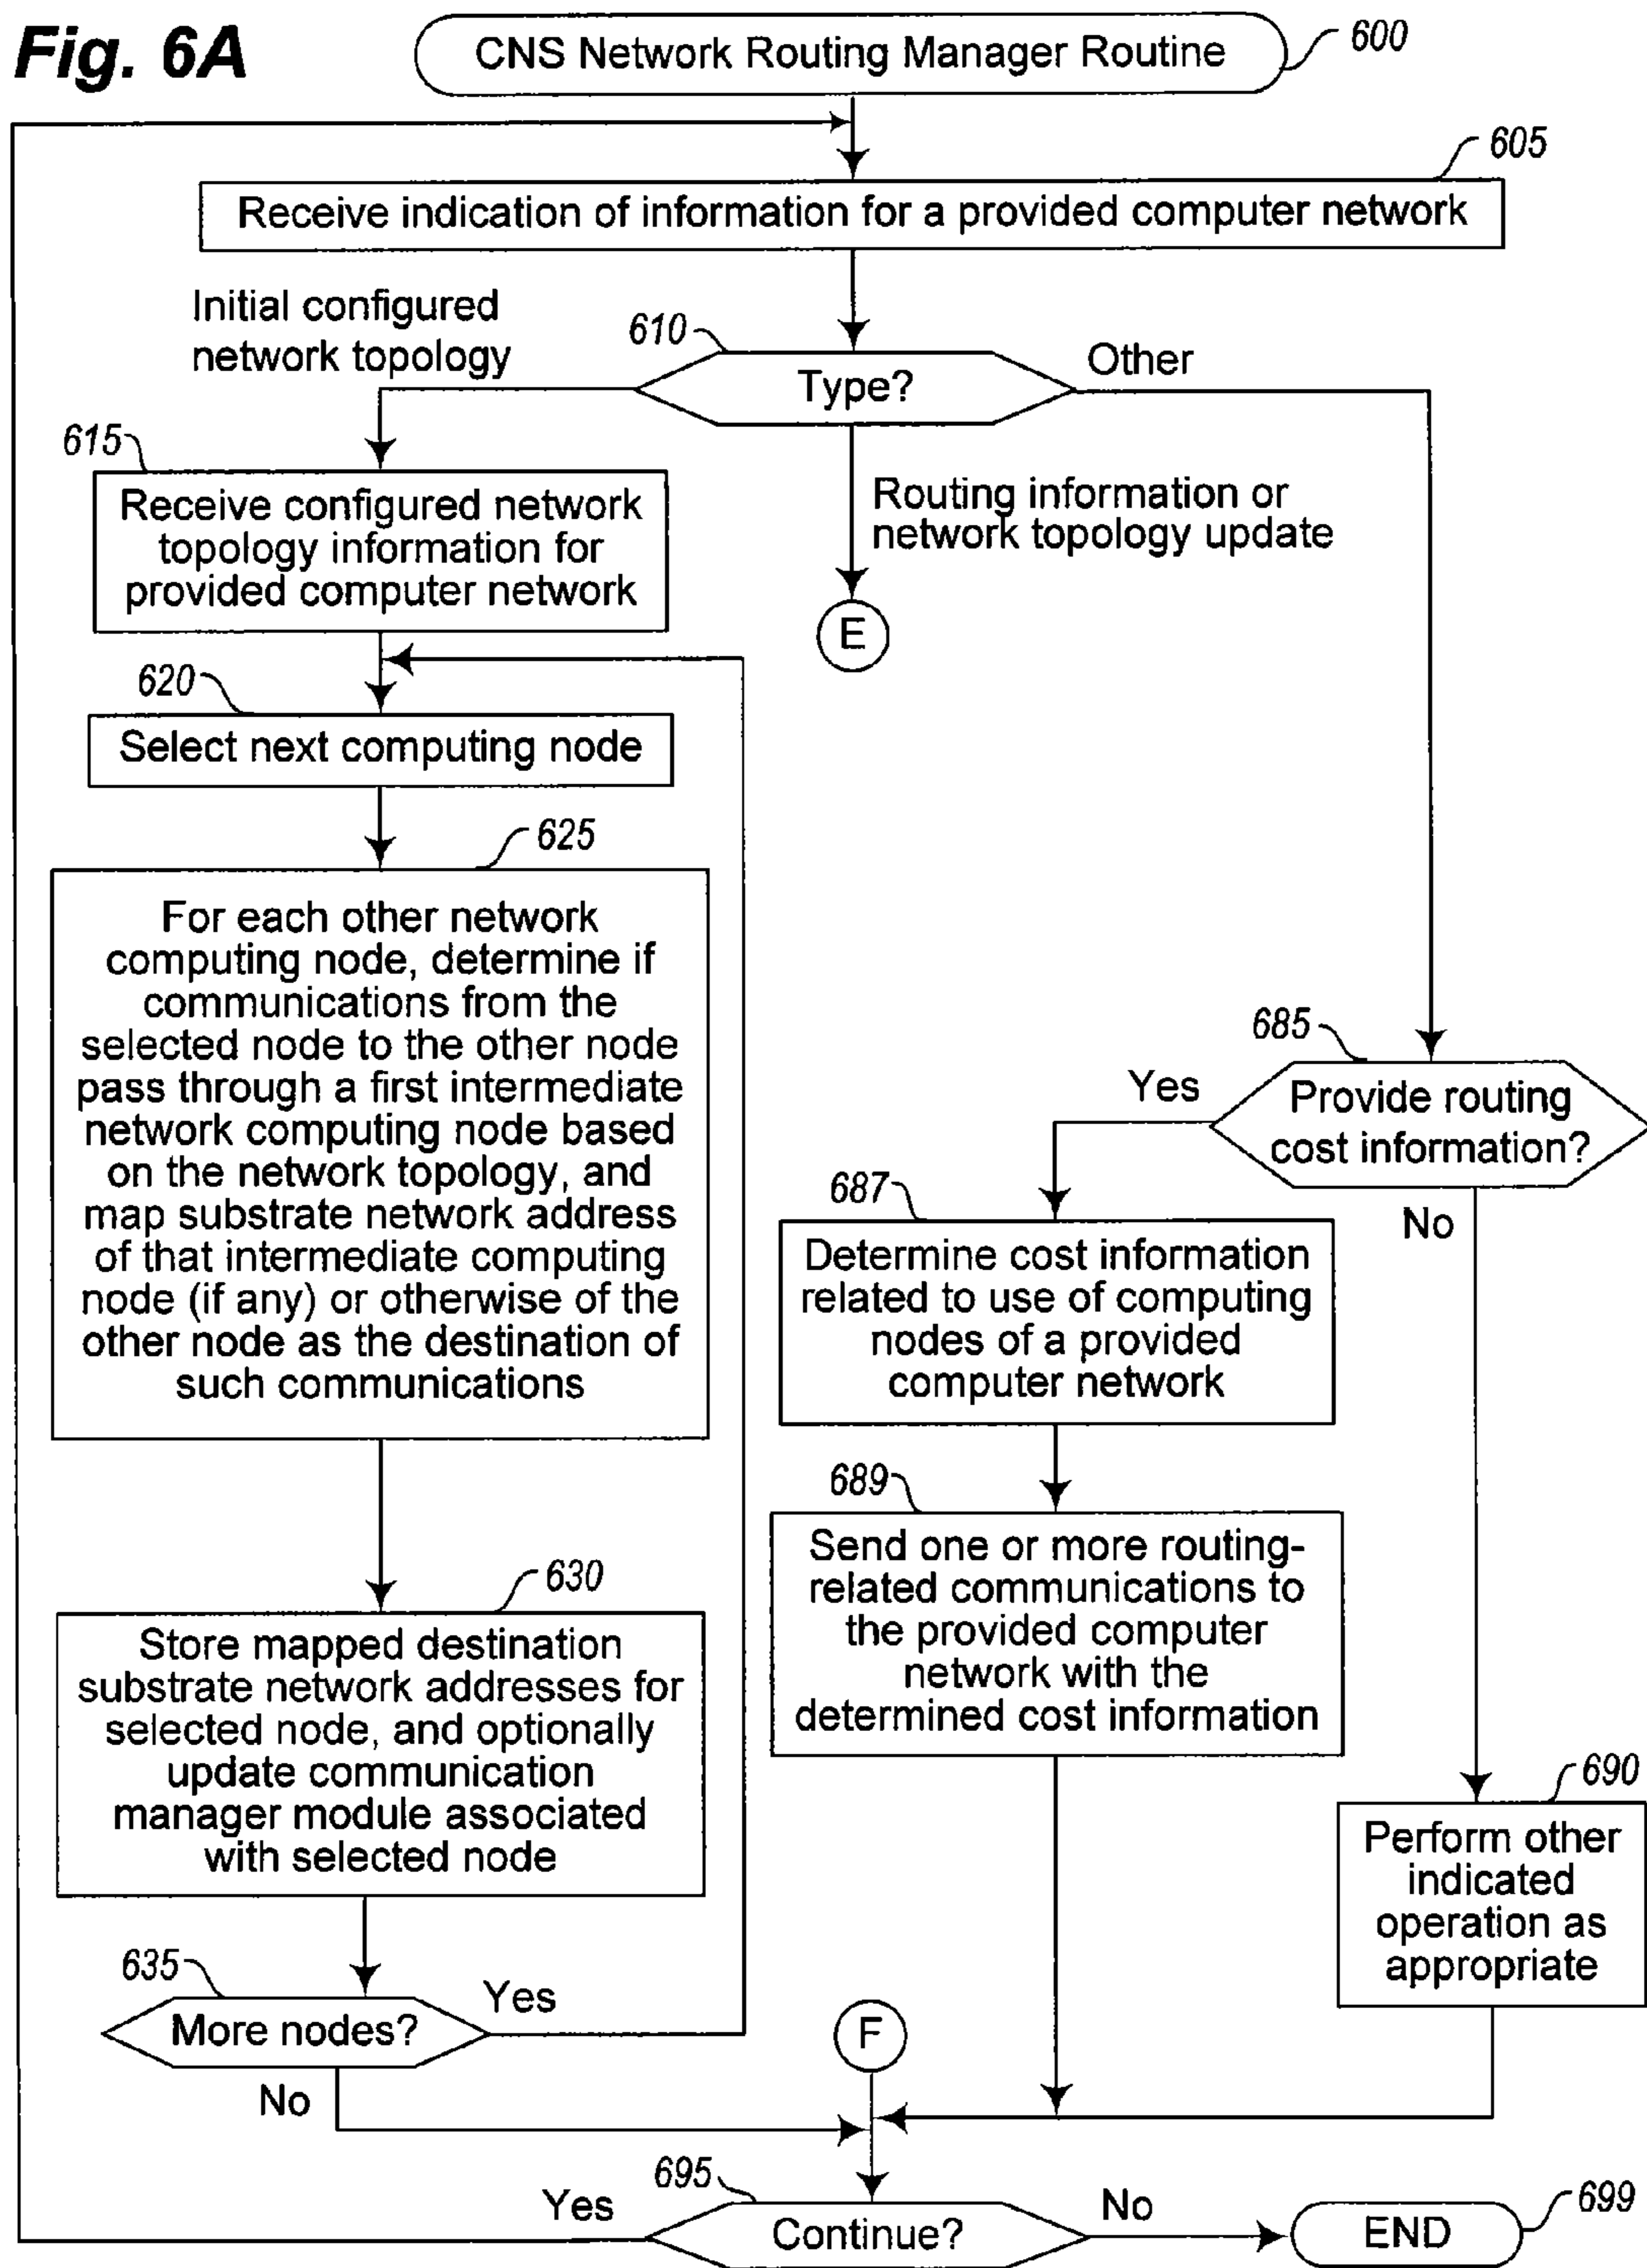 Fig. 6A
CNS Network Routing Manager Routine
600
605
Receive indication of information for a provided computer network
Initial configured
network topology
610
Type?
Other
615
Receive configured network
topology information for
provided computer network
Routing information or
network topology update
E
620
Select next computing node
625
For each other network
computing node, determine if
communications from the
selected node to the other node
pass through a first intermediate
network computing node based
on the network topology, and
map substrate network address
of that intermediate computing
node (if any) or otherwise of the
other node as the destination of
such communications
685
Yes
Provide routing
cost information?
No
687
Determine cost information
related to use of computing
nodes of a provided
computer network
689
Send one or more routing-
related communications to
the provided computer
network with the
determined cost information
630
Store mapped destination
substrate network addresses for
selected node, and optionally
update communication
manager module associated
with selected node
690
Perform other
indicated
operation as
appropriate
635
More nodes?
Yes
No
F
695
Yes
Continue?
No
END
699